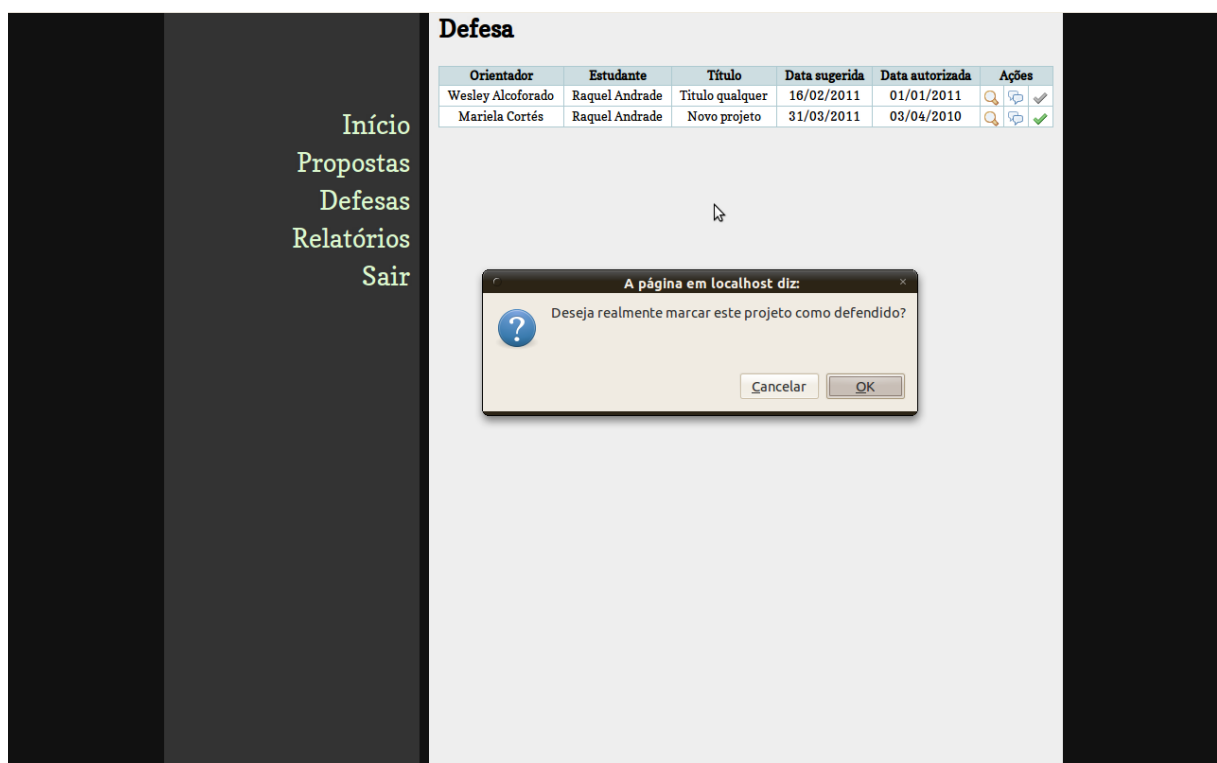 Início
Propostas
Defesas
Relatórios
Sair
Defesa
Orientador Estudante Título Data sugerida Data autorizada Ações
Wesley Alcoforado Raquel Andrade Titulo qualquer 16/02/2011 01/01/2011
Mariela Cortés Raquel Andrade Novo projeto 31/03/2011 03/04/2010
A página em localhost diz:
Deseja realmente marcar este projeto como defendido?
Cancelar OK